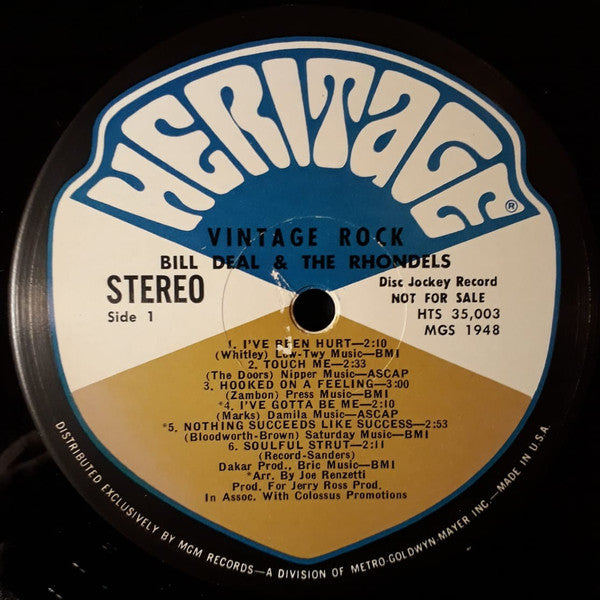 HERITAGE®
VINTAGE ROCK
BILL DEAL & THE RHONDELS
STEREO
Side 1
Disc Jockey Record
NOT FOR SALE
HTS 35,003
MGS 1948
1. I'VE BEEN HURT—2:10
(Whitley) Low-Twy Music—BMI
2. TOUCH ME—2:33
(The Doors) Nipper Music—ASCAP
3. HOOKED ON A FEELING—3:00
(Zambon) Press Music—BMI
*4. I'VE GOTTA BE ME—2:10
(Marks) Damila Music—ASCAP
*5. NOTHING SUCCEEDS LIKE SUCCESS—2:53
(Bloodworth-Brown) Saturday Music—BMI
6. SOULFUL STRUT—2:11
(Record-Sanders)
Dakar Prod., Bric Music—BMI
*Arr. By Joe Renzetti
Prod. For Jerry Ross Prod.
In Assoc. With Colossus Promotions
DISTRIBUTED EXCLUSIVELY BY MGM RECORDS—A DIVISION OF METRO-GOLDWYN-MAYER INC.—MADE IN U.S.A.